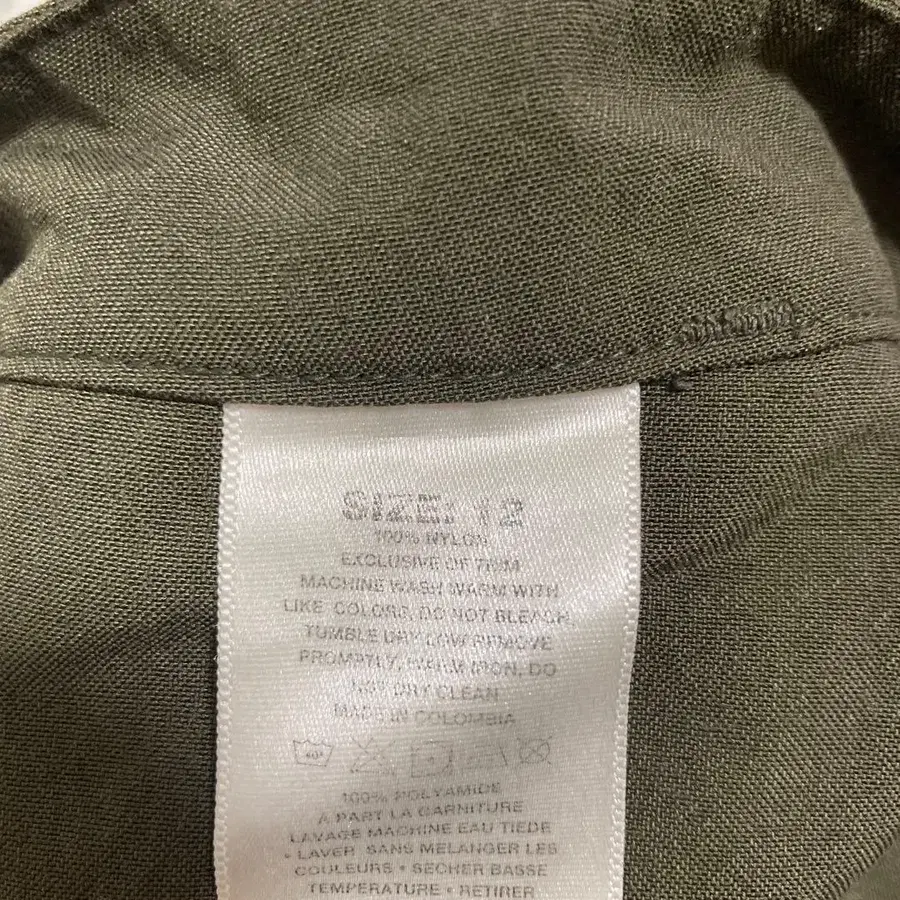 SIZE: 12
100% NYLON
EXCLUSIVE OF TRIM
MACHINE WASH WARM WITH
LIKE COLORS, DO NOT BLEACH,
TUMBLE DRY LOW REMOVE
PROMPTLY, WARM IRON, DO
NOT DRY CLEAN
MADE IN COLOMBIA
40°
100% POLYAMIDE
A PART LA GARNITURE
LAVAGE MACHINE EAU TIEDE
• LAVER SANS MELANGER LES
COULEURS • SECHER BASSE
TEMPERATURE • RETIRER